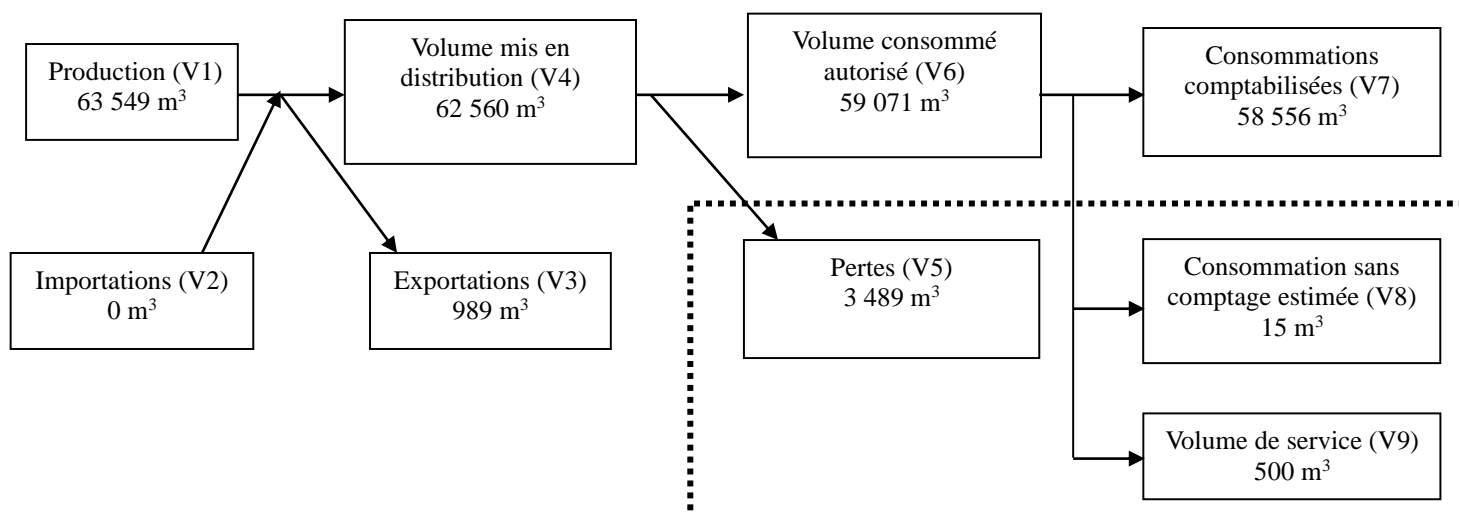 Production (V1)
63 549 m³
Volume mis en
distribution (V4)
62 560 m³
Volume consommé
autorisé (V6)
59 071 m³
Consommations
comptabilisées (V7)
58 556 m³
Importations (V2)
0 m³
Exportations (V3)
989 m³
Pertes (V5)
3 489 m³
Consommation sans
comptage estimée (V8)
15 m³
Volume de service (V9)
500 m³